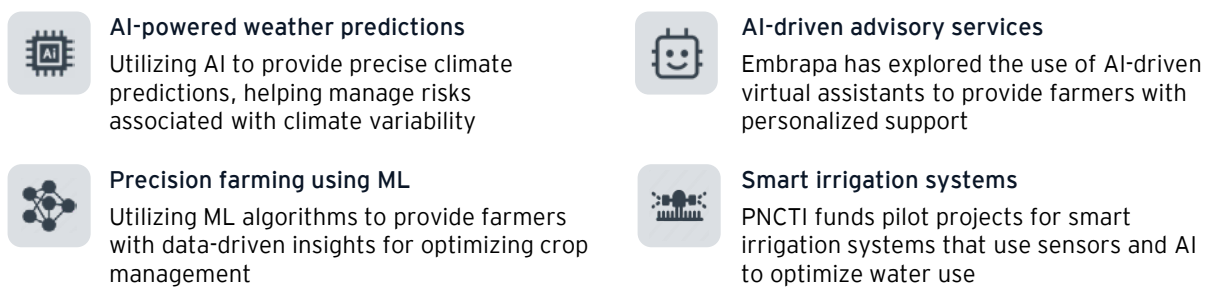 AI-powered weather predictions
Utilizing AI to provide precise climate
predictions, helping manage risks
associated with climate variability
AI-driven advisory services
Embrapa has explored the use of AI-driven
virtual assistants to provide farmers with
personalized support
Precision farming using ML
Utilizing ML algorithms to provide farmers
with data-driven insights for optimizing crop
management
Smart irrigation systems
PNCTI funds pilot projects for smart
irrigation systems that use sensors and AI
to optimize water use
Ai